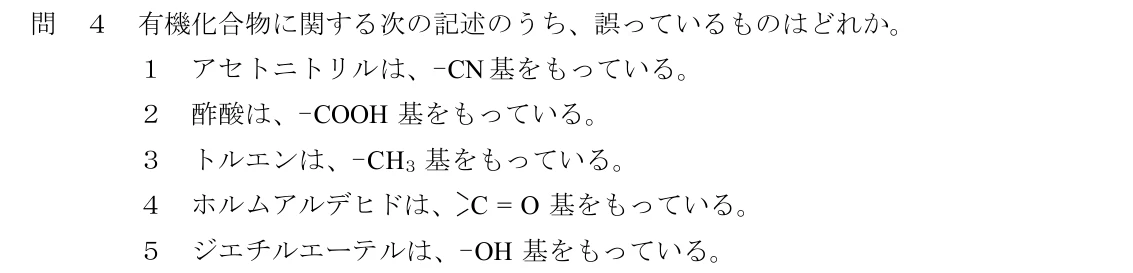 問　４　有機化合物に関する次の記述のうち、誤っているものはどれか。
１　アセトニトリルは、−CN基をもっている。
２　酢酸は、−COOH 基をもっている。
３　トルエンは、−CH₃ 基をもっている。
４　ホルムアルデヒドは、>C = O 基をもっている。
５　ジエチルエーテルは、−OH 基をもっている。